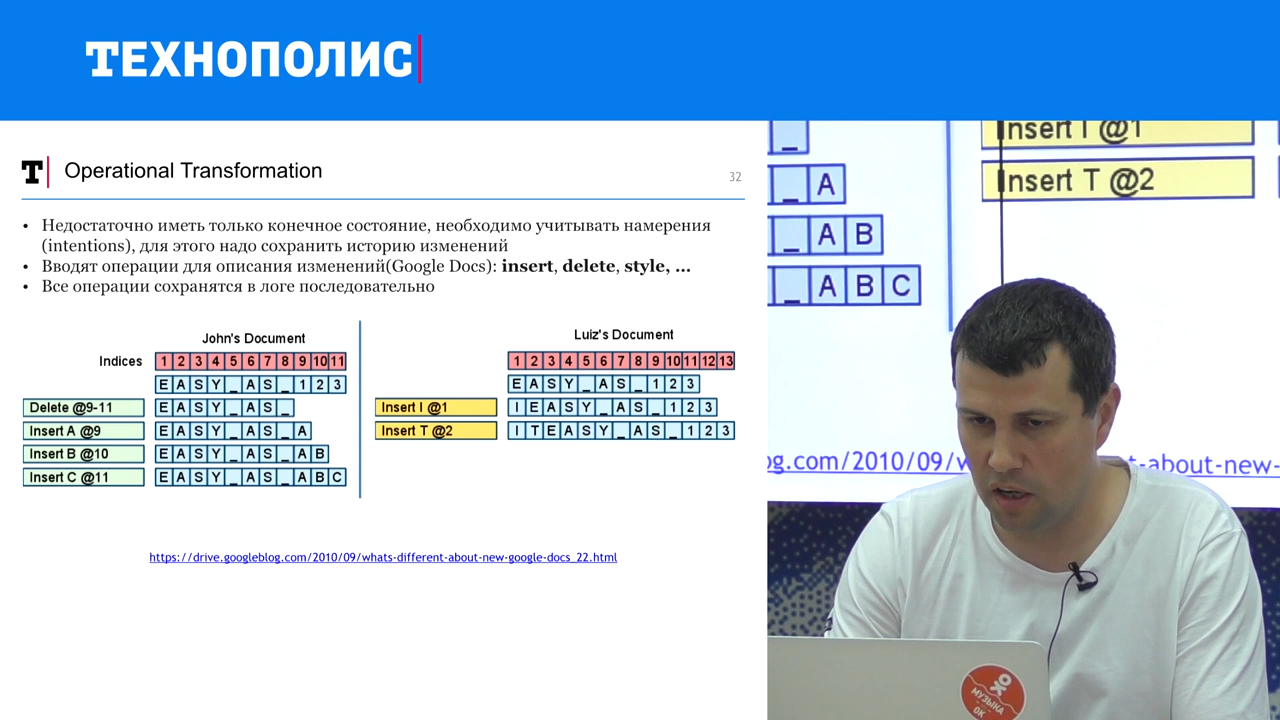 ТЕХНОПОЛИС
Т Operational Transformation
32
• Недостаточно иметь только конечное состояние, необходимо учитывать намерения
(intentions), для этого надо сохранить историю изменений
• Вводят операции для описания изменений(Google Docs): insert, delete, style, ...
• Все операции сохранятся в логе последовательно
John's Document
Indices 1 2 3 4 5 6 7 8 9 10 11
E A S Y _ A S _ 1 2 3
Delete @9-11 E A S Y _ A S _
Insert A @9 E A S Y _ A S _ A
Insert B @10 E A S Y _ A S _ A B
Insert C @11 E A S Y _ A S _ A B C
Luiz's Document
1 2 3 4 5 6 7 8 9 10 11 12 13
E A S Y _ A S _ 1 2 3
Insert I @1 I E A S Y _ A S _ 1 2 3
Insert T @2 I T E A S Y _ A S _ 1 2 3
https://drive.googleblog.com/2010/09/whats-different-about-new-google-docs_22.html
_ Insert I @1
_ A Insert T @2
_ A B
_ A B C
og.com/2010/09/w t-about-new-
МУЗЫКА
ОК